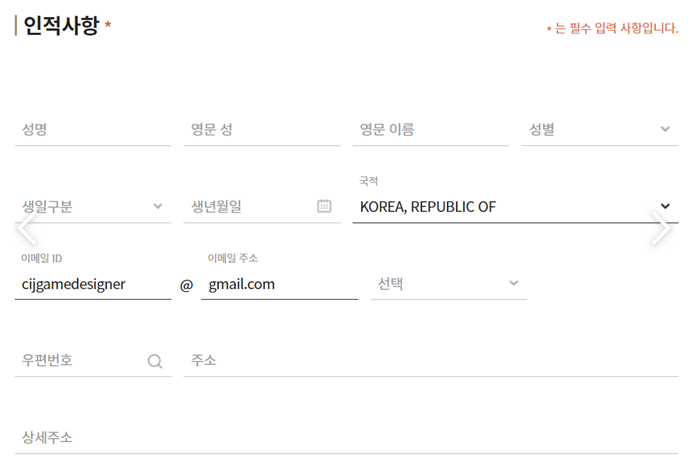 인적사항 *
* 는 필수 입력 사항입니다.
성명 영문 성 영문 이름 성별
국적
생일구분 생년월일 KOREA, REPUBLIC OF
이메일 ID 이메일 주소
cijgamedesigner @ gmail.com 선택
우편번호 주소
상세주소